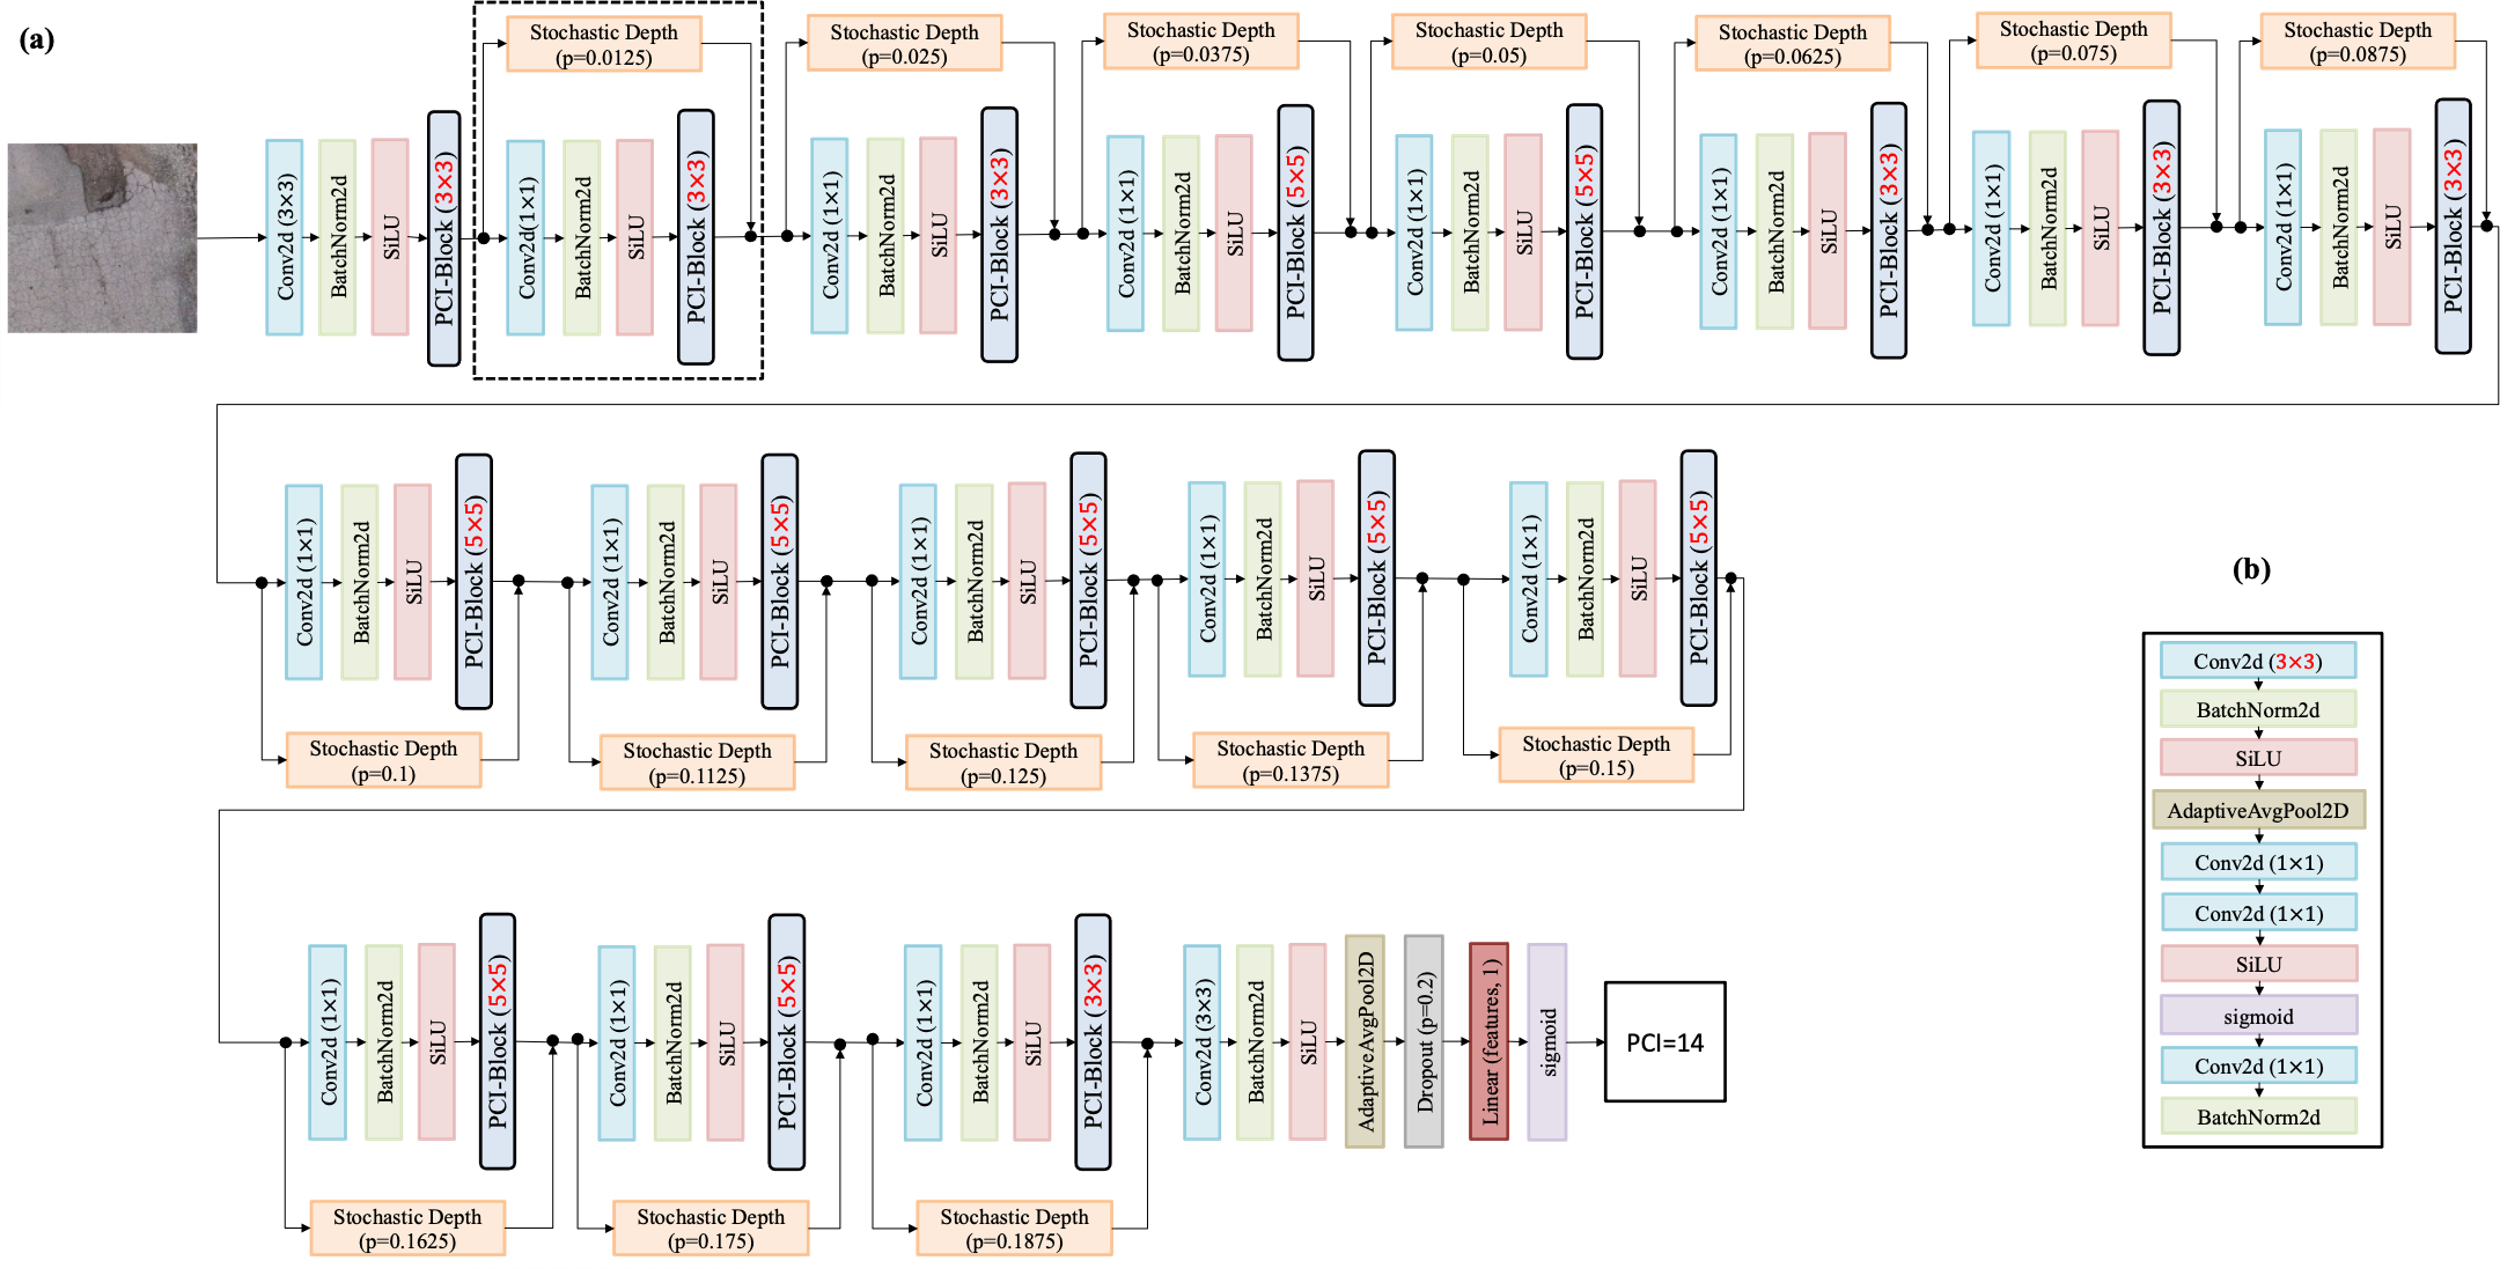 (a)
Stochastic Depth
(p=0.0125)
Stochastic Depth
(p=0.025)
Stochastic Depth
(p=0.0375)
Stochastic Depth
(p=0.05)
Stochastic Depth
(p=0.0625)
Stochastic Depth
(p=0.075)
Stochastic Depth
(p=0.0875)
Conv2d (3×3)
BatchNorm2d
SiLU
PCI-Block (3×3)
Conv2d(1×1)
BatchNorm2d
SiLU
PCI-Block (3×3)
Conv2d (1×1)
BatchNorm2d
SiLU
PCI-Block (3×3)
Conv2d (1×1)
BatchNorm2d
SiLU
PCI-Block (5×5)
Conv2d (1×1)
BatchNorm2d
SiLU
PCI-Block (5×5)
Conv2d (1×1)
BatchNorm2d
SiLU
PCI-Block (3×3)
Conv2d (1×1)
BatchNorm2d
SiLU
PCI-Block (3×3)
Conv2d (1×1)
BatchNorm2d
SiLU
PCI-Block (3×3)
Conv2d (1×1)
BatchNorm2d
SiLU
PCI-Block (5×5)
Conv2d (1×1)
BatchNorm2d
SiLU
PCI-Block (5×5)
Conv2d (1×1)
BatchNorm2d
SiLU
PCI-Block (5×5)
Conv2d (1×1)
BatchNorm2d
SiLU
PCI-Block (5×5)
Conv2d (1×1)
BatchNorm2d
SiLU
PCI-Block (5×5)
Stochastic Depth
(p=0.1)
Stochastic Depth
(p=0.1125)
Stochastic Depth
(p=0.125)
Stochastic Depth
(p=0.1375)
Stochastic Depth
(p=0.15)
Conv2d (1×1)
BatchNorm2d
SiLU
PCI-Block (5×5)
Conv2d (1×1)
BatchNorm2d
SiLU
PCI-Block (5×5)
Conv2d (1×1)
BatchNorm2d
SiLU
PCI-Block (3×3)
Conv2d (3×3)
BatchNorm2d
SiLU
AdaptiveAvgPool2D
Dropout (p=0.2)
Linear (features, 1)
sigmoid
PCI=14
Stochastic Depth
(p=0.1625)
Stochastic Depth
(p=0.175)
Stochastic Depth
(p=0.1875)
(b)
Conv2d (3×3)
BatchNorm2d
SiLU
AdaptiveAvgPool2D
Conv2d (1×1)
Conv2d (1×1)
SiLU
sigmoid
Conv2d (1×1)
BatchNorm2d